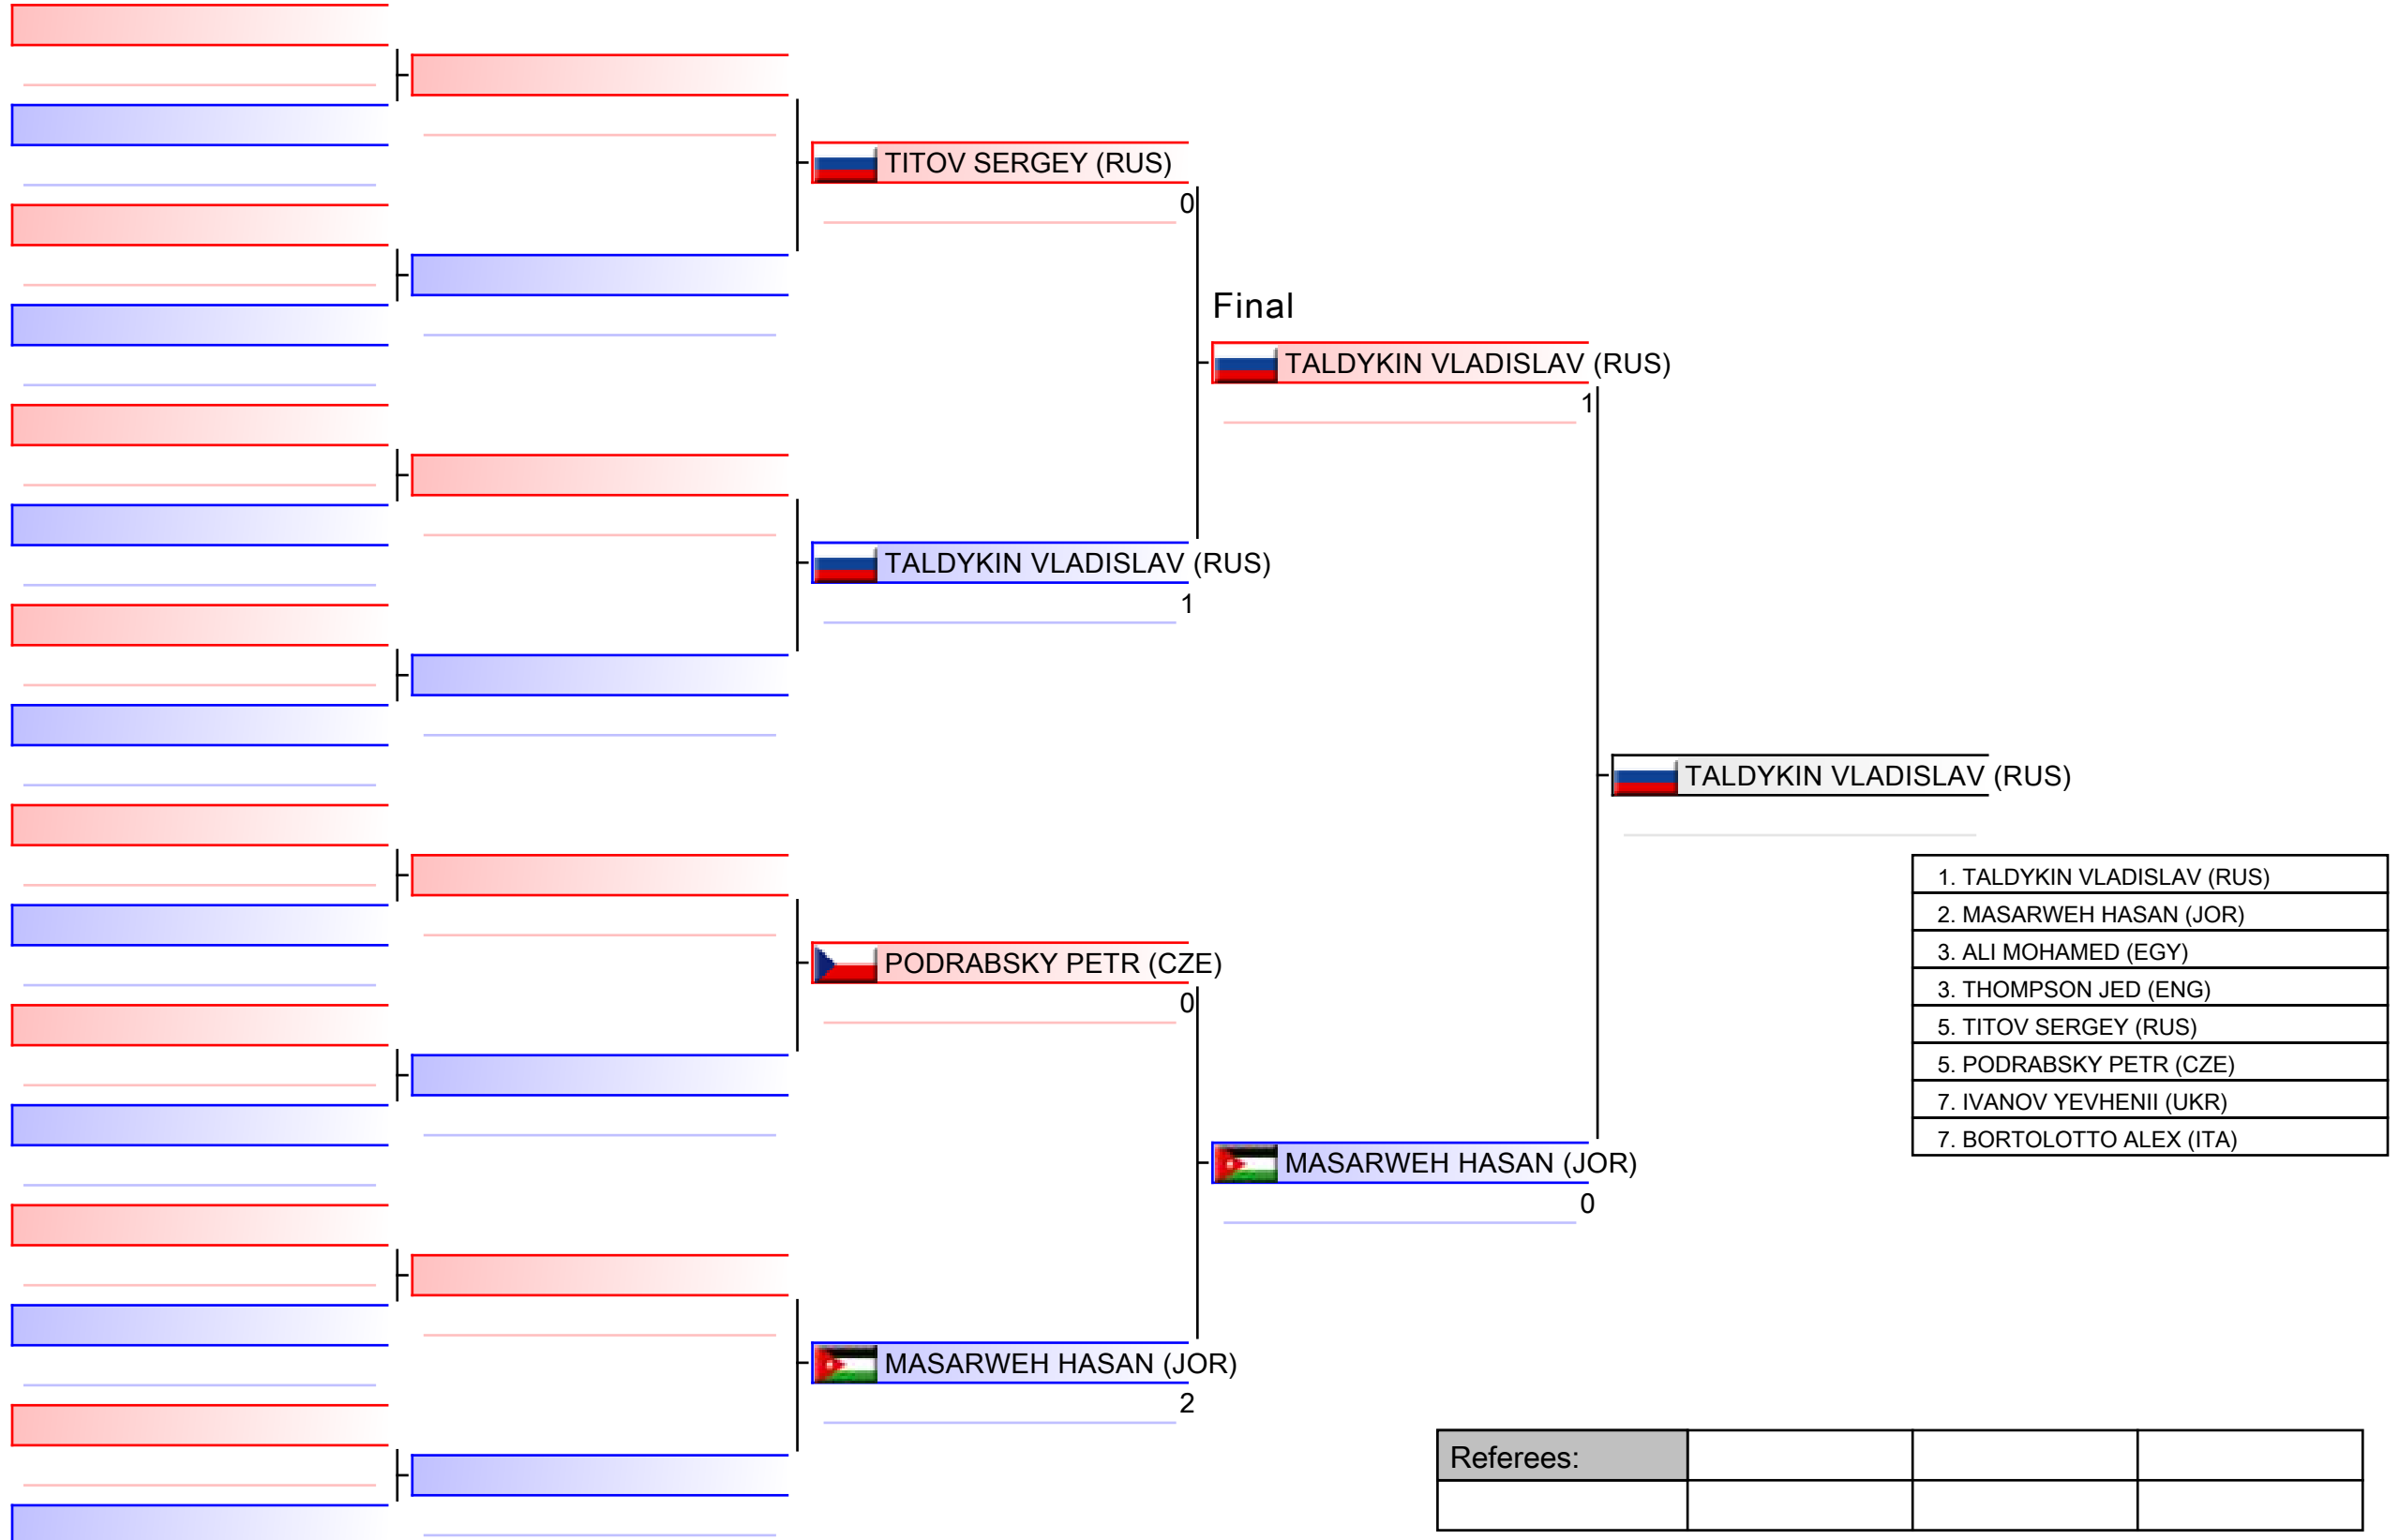 TITOV SERGEY (RUS)
0
Final
TALDYKIN VLADISLAV (RUS)
1
TALDYKIN VLADISLAV (RUS)
1
TALDYKIN VLADISLAV (RUS)
1. TALDYKIN VLADISLAV (RUS)
2. MASARWEH HASAN (JOR)
3. ALI MOHAMED (EGY)
3. THOMPSON JED (ENG)
5. TITOV SERGEY (RUS)
5. PODRABSKY PETR (CZE)
7. IVANOV YEVHENII (UKR)
7. BORTOLOTTO ALEX (ITA)
PODRABSKY PETR (CZE)
0
MASARWEH HASAN (JOR)
0
MASARWEH HASAN (JOR)
2
Referees: